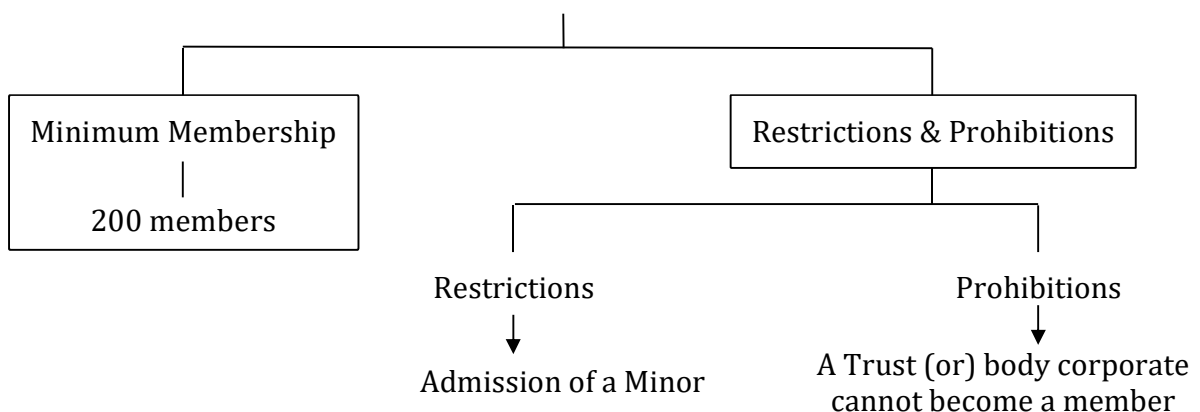 Minimum Membership
200 members
Restrictions & Prohibitions
Restrictions
Admission of a Minor
Prohibitions
A Trust (or) body corporate
cannot become a member